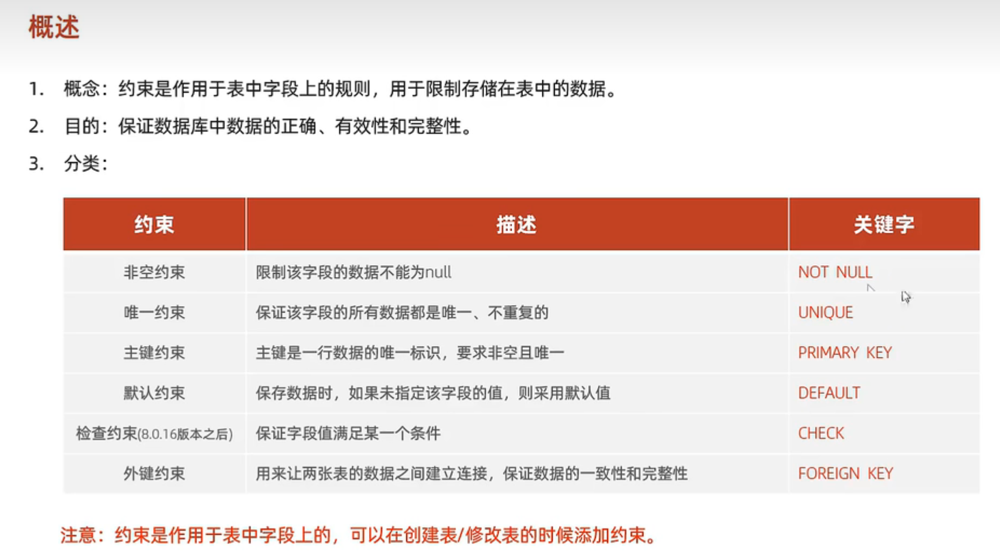 概述
1. 概念：约束是作用于表中字段上的规则，用于限制存储在表中的数据。
2. 目的：保证数据库中数据的正确、有效性和完整性。
3. 分类：
约束 描述 关键字
非空约束 限制该字段的数据不能为null NOT NULL
唯一约束 保证该字段的所有数据都是唯一、不重复的 UNIQUE
主键约束 主键是一行数据的唯一标识，要求非空且唯一 PRIMARY KEY
默认约束 保存数据时，如果未指定该字段的值，则采用默认值 DEFAULT
检查约束(8.0.16版本之后) 保证字段值满足某一个条件 CHECK
外键约束 用来让两张表的数据之间建立连接，保证数据的一致性和完整性 FOREIGN KEY
注意：约束是作用于表中字段上的，可以在创建表/修改表的时候添加约束。